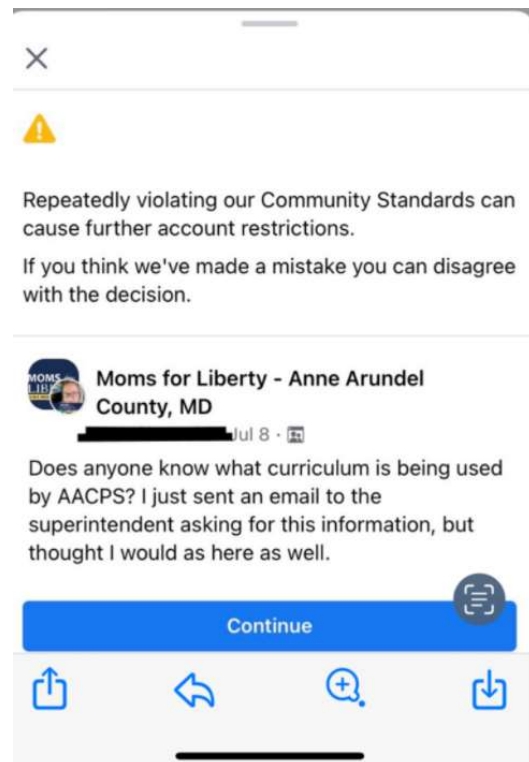 Repeatedly violating our Community Standards can
cause further account restrictions.
If you think we've made a mistake you can disagree
with the decision.
MOMS
LIB
Moms for Liberty - Anne Arundel
County, MD
Jul 8 ·
Does anyone know what curriculum is being used
by AACPS? I just sent an email to the
superintendent asking for this information, but
thought I would as here as well.
Continue